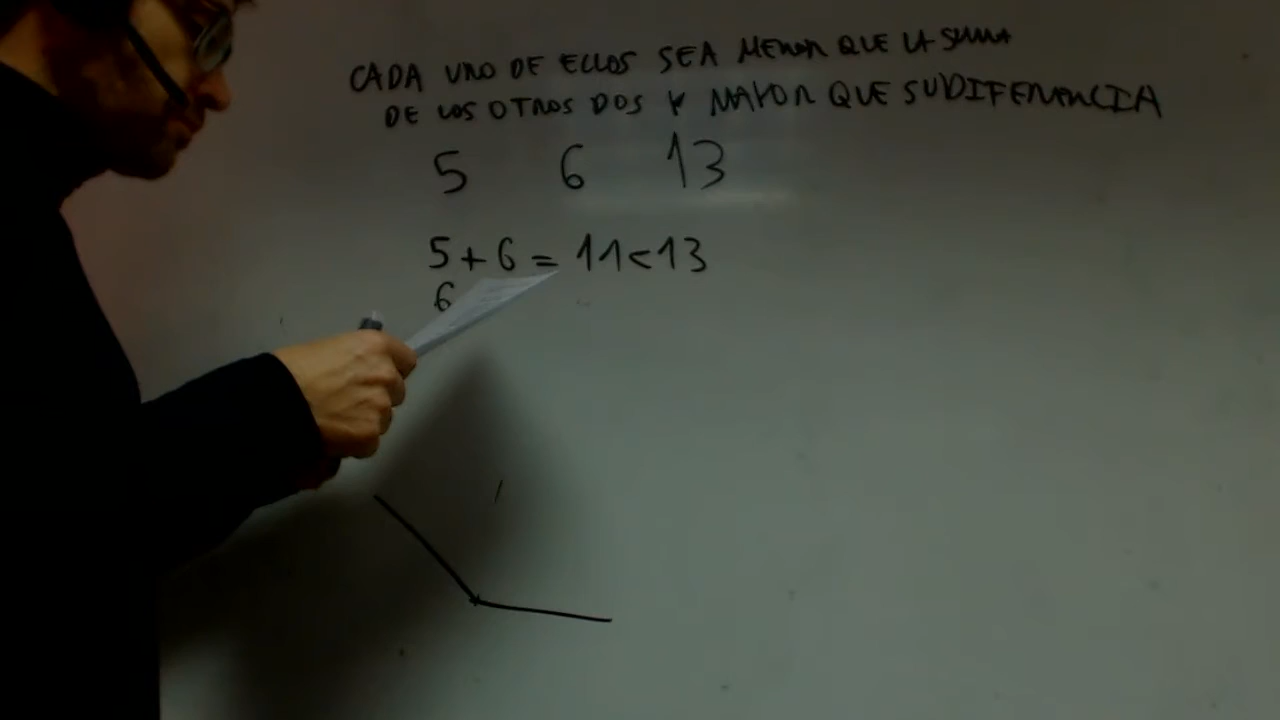 CADA UNO DE ELLOS SEA MENOR QUE LA SUMA
DE LOS OTROS DOS Y MAYOR QUE SU DIFERENCIA
5 6 13
5 + 6 = 11 < 13
6